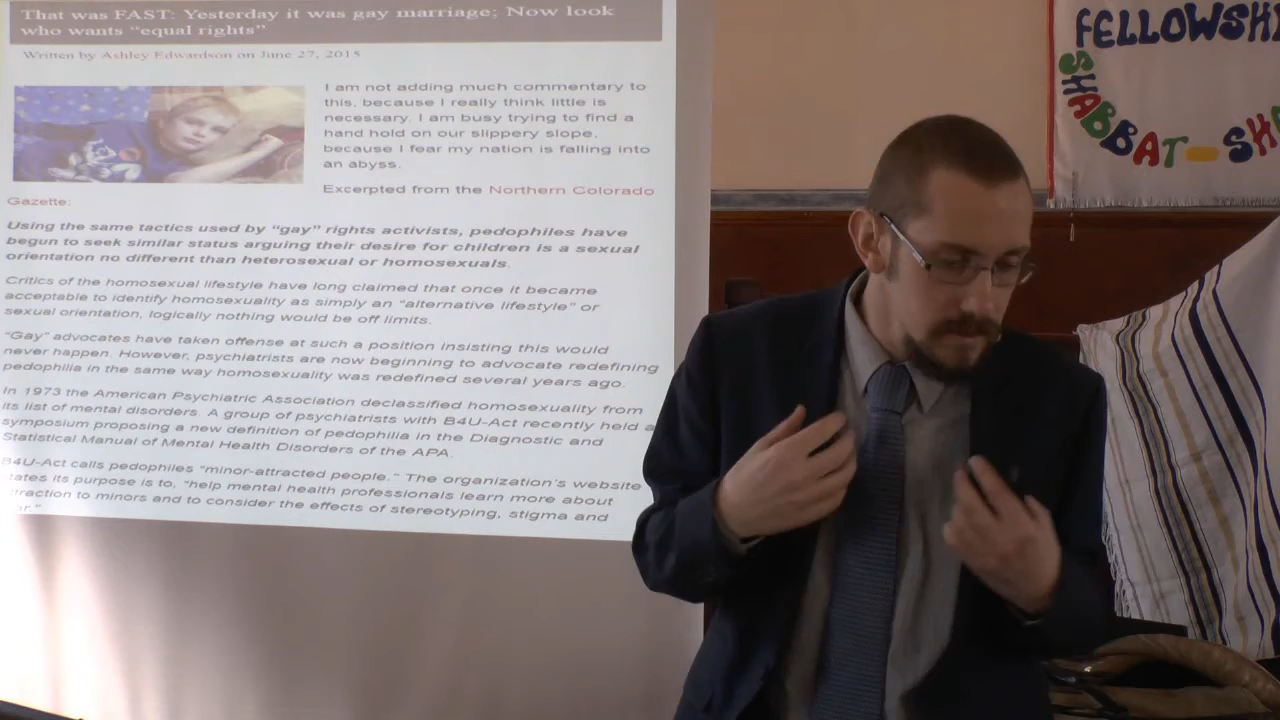 That was FAST: Yesterday it was gay marriage; Now look
who wants “equal rights”
Written by Ashley Edwardson on June 27, 2015
I am not adding much commentary to
this, because I really think little is
necessary. I am busy trying to find a
hand hold on our slippery slope,
because I fear my nation is falling into
an abyss.
Excerpted from the Northern Colorado
Gazette:
Using the same tactics used by “gay” rights activists, pedophiles have
begun to seek similar status arguing their desire for children is a sexual
orientation no different than heterosexual or homosexuals.
Critics of the homosexual lifestyle have long claimed that once it became
acceptable to identify homosexuality as simply an “alternative lifestyle” or
sexual orientation, logically nothing would be off limits.
“Gay” advocates have taken offense at such a position insisting this would
never happen. However, psychiatrists are now beginning to advocate redefining
pedophilia in the same way homosexuality was redefined several years ago.
In 1973 the American Psychiatric Association declassified homosexuality from
its list of mental disorders. A group of psychiatrists with B4U-Act recently held a
symposium proposing a new definition of pedophilia in the Diagnostic and
Statistical Manual of Mental Health Disorders of the APA.
B4U-Act calls pedophiles “minor-attracted people.” The organization’s website
its purpose is to, “help mental health professionals learn more about
to minors and to consider the effects of stereotyping, stigma and
FELLOWSHI
SHABBAT-SH